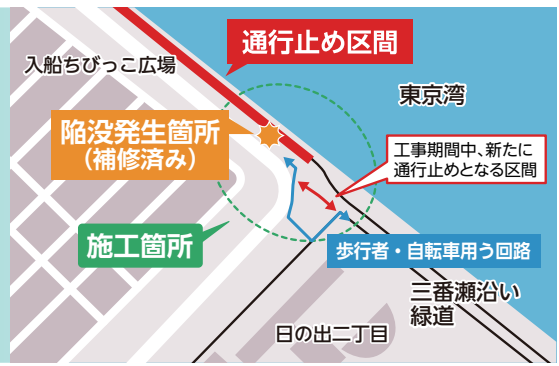 通行止め区間
入船ちびっこ広場
東京湾
陥没発生箇所
(補修済み)
工事期間中、新たに
通行止めとなる区間
施工箇所
歩行者・自転車用う回路
三番瀬沿い
緑道
日の出二丁目